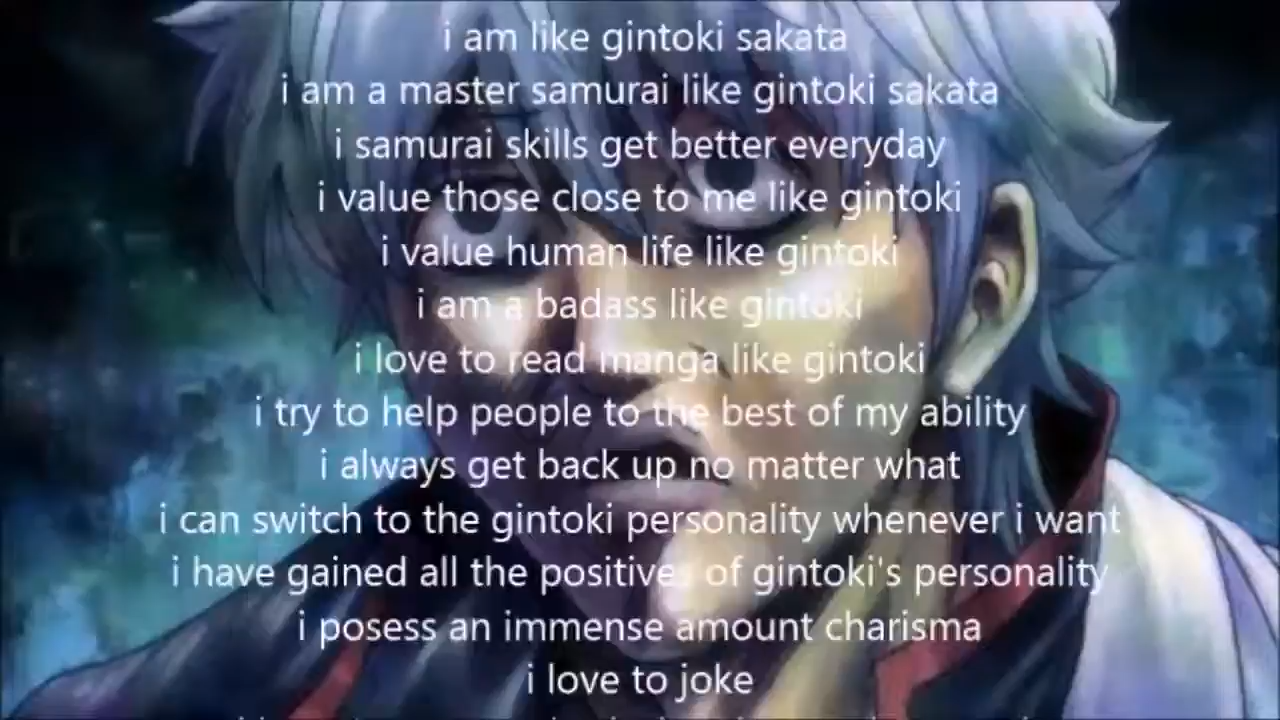 i am like gintoki sakata
i am a master samurai like gintoki sakata
i samurai skills get better everyday
i value those close to me like gintoki
i value human life like gintoki
i am a badass like gintoki
i love to read manga like gintoki
i try to help people to the best of my ability
i always get back up no matter what
i can switch to the gintoki personality whenever i want
i have gained all the positives of gintoki's personality
i posess an immense amount charisma
i love to joke